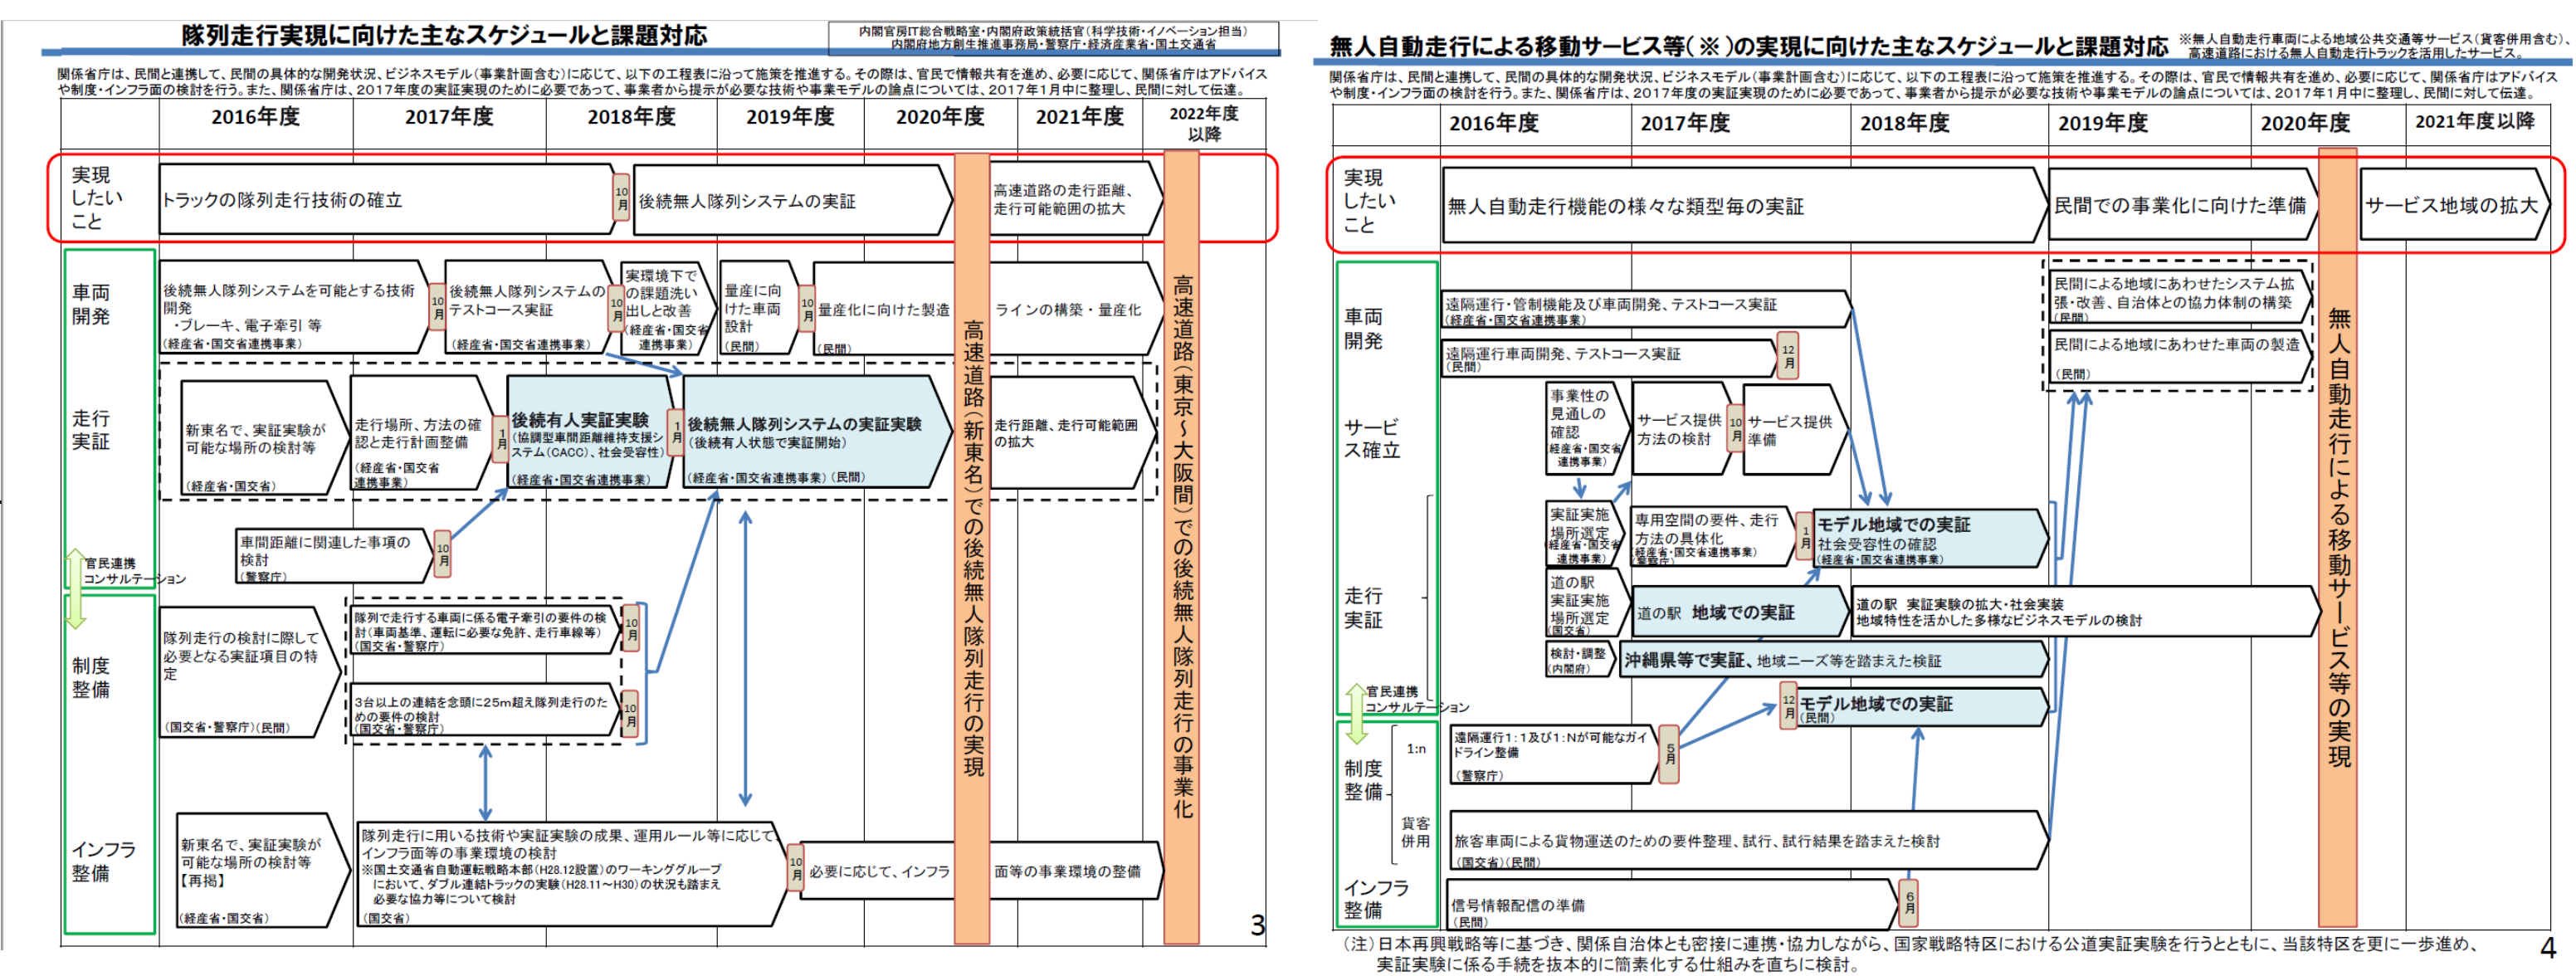 隊列走行実現に向けた主なスケジュールと課題対応
内閣官房IT総合戦略室・内閣府政策統括官(科学技術・イノベーション担当)
内閣府地方創生推進事務局・警察庁・経済産業省・国土交通省
関係省庁は、民間と連携して、民間の具体的な開発状況、ビジネスモデル(事業計画含む)に応じて、以下の工程表に沿って施策を推進する。その際は、官民で情報共有を進め、必要に応じて、関係省庁はアドバイス
や制度・インフラ面の検討を行う。また、関係省庁は、2017年度の実証実現のために必要であって、事業者から提示が必要な技術や事業モデルの論点については、2017年1月中に整理し、民間に対して伝達。
2016年度
2017年度
2018年度
2019年度
2020年度
2021年度
2022年度
以降
実現
したい
こと
トラックの隊列走行技術の確立
10
月
後続無人隊列システムの実証
高速道路の走行距離、
走行可能範囲の拡大
車両
開発
後続無人隊列システムを可能とする技術
開発
・ブレーキ、電子牽引 等
(経産省・国交省連携事業)
10
月
後続無人隊列システムの
テストコース実証
(経産省・国交省連携事業)
10
月
実環境下で
の課題洗い
出しと改善
(経産省・国交省
連携事業)
量産に向
けた車両
設計
(民間)
10
月
量産化に向けた製造
(民間)
ラインの構築・量産化
走行
実証
新東名で、実証実験が
可能な場所の検討等
(経産省・国交省)
走行場所、方法の確
認と走行計画整備
(経産省・国交省
連携事業)
1
月
後続有人実証実験
(協調型車間距離維持支援シ
ステム(CACC)、社会受容性)
(経産省・国交省連携事業)
1
月
後続無人隊列システムの実証実験
(後続有人状態で実証開始)
(経産省・国交省連携事業)(民間)
走行距離、走行可能範囲
の拡大
車間距離に関連した事項の
検討
(警察庁)
10
月
官民連携
コンサルテーション
制度
整備
隊列走行の検討に際して
必要となる実証項目の特
定
(国交省・警察庁)(民間)
隊列で走行する車両に係る電子牽引の要件の検
討(車両基準、運転に必要な免許、走行車線等)
(国交省・警察庁)
10
月
3台以上の連結を念頭に25m超え隊列走行のた
めの要件の検討
(国交省・警察庁)
10
月
インフラ
整備
新東名で、実証実験が
可能な場所の検討等
【再掲】
(経産省・国交省)
隊列走行に用いる技術や実証実験の成果、運用ルール等に応じて、
インフラ面等の事業環境の検討
※国土交通省自動運転戦略本部(H28.12設置)のワーキンググループ
において、ダブル連結トラックの実験(H28.11~H30)の状況も踏まえ
必要な協力等について検討
(国交省)
10
月
必要に応じて、インフラ
面等の事業環境の整備
高速道路(新東名)での後続無人隊列走行の実現
高速道路(東京~大阪間)での後続無人隊列走行の事業化
3
無人自動走行による移動サービス等(※)の実現に向けた主なスケジュールと課題対応
※無人自動走行車両による地域公共交通等サービス(貨客併用含む)、
高速道路における無人自動走行トラックを活用したサービス。
関係省庁は、民間と連携して、民間の具体的な開発状況、ビジネスモデル(事業計画含む)に応じて、以下の工程表に沿って施策を推進する。その際は、官民で情報共有を進め、必要に応じて、関係省庁はアドバイス
や制度・インフラ面の検討を行う。また、関係省庁は、2017年度の実証実現のために必要であって、事業者から提示が必要な技術や事業モデルの論点については、2017年1月中に整理し、民間に対して伝達。
2016年度
2017年度
2018年度
2019年度
2020年度
2021年度以降
実現
したい
こと
無人自動走行機能の様々な類型毎の実証
民間での事業化に向けた準備
サービス地域の拡大
車両
開発
遠隔運行・管制機能及び車両開発、テストコース実証
(経産省・国交省連携事業)
遠隔運行車両開発、テストコース実証
(民間)
12
月
民間による地域にあわせたシステム拡
張・改善、自治体との協力体制の構築
(民間)
民間による地域にあわせた車両の製造
(民間)
サービ
ス確立
事業性の
見通しの
確認
(経産省・国交省
連携事業)
サービス提供
方法の検討
10
月
サービス提供
準備
走行
実証
実証実施
場所選定
(経産省・国交省
連携事業)
専用空間の要件、走行
方法の具体化
(経産省・国交省連携事業)
(警察庁)
1
月
モデル地域での実証
社会受容性の確認
(経産省・国交省連携事業)
道の駅
実証実施
場所選定
(国交省)
道の駅 地域での実証
道の駅 実証実験の拡大・社会実装
地域特性を活かした多様なビジネスモデルの検討
検討・調整
(内閣府)
沖縄県等で実証、地域ニーズ等を踏まえた検証
12
月
モデル地域での実証
(民間)
官民連携
コンサルテーション
制度
整備
1:n
遠隔運行1:1及び1:Nが可能なガイ
ドライン整備
(警察庁)
5
月
貨客
併用
旅客車両による貨物運送のための要件整理、試行、試行結果を踏まえた検討
(国交省)(民間)
インフラ
整備
信号情報配信の準備
(民間)
6
月
無人自動走行による移動サービス等の実現
(注)日本再興戦略等に基づき、関係自治体とも密接に連携・協力しながら、国家戦略特区における公道実証実験を行うとともに、当該特区を更に一歩進め、
実証実験に係る手続を抜本的に簡素化する仕組みを直ちに検討。
4